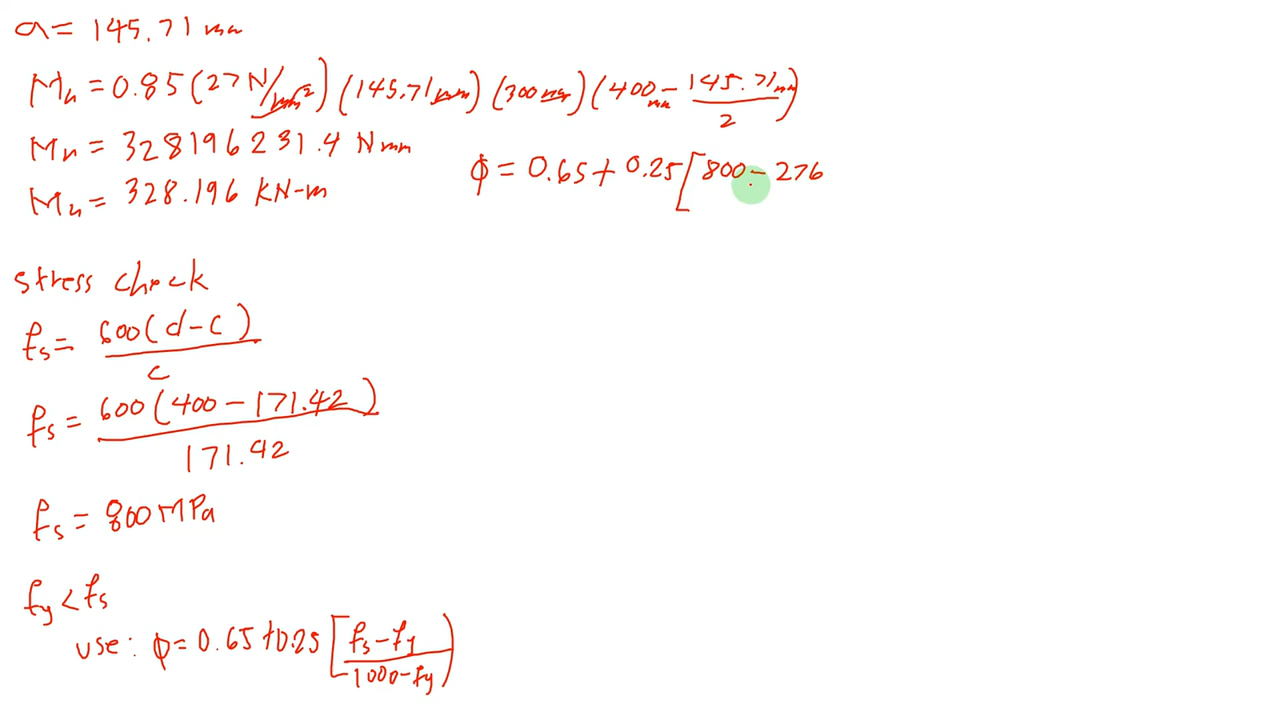 a = 145.71 mm
Mn = 0.85 (27 N/mm²) (145.71 mm) (300 mm) (400 mm - 145.71 mm / 2)
Mn = 328196231.4 N mm
Mn = 328.196 KN-m
ϕ = 0.65 + 0.25 [ 800 - 276
stress check
fs = 600 (d - c) / c
fs = 600 (400 - 171.42) / 171.42
fs = 800 MPa
fy < fs
use: ϕ = 0.65 + 0.25 [ fs - fy / 1000 - fy )